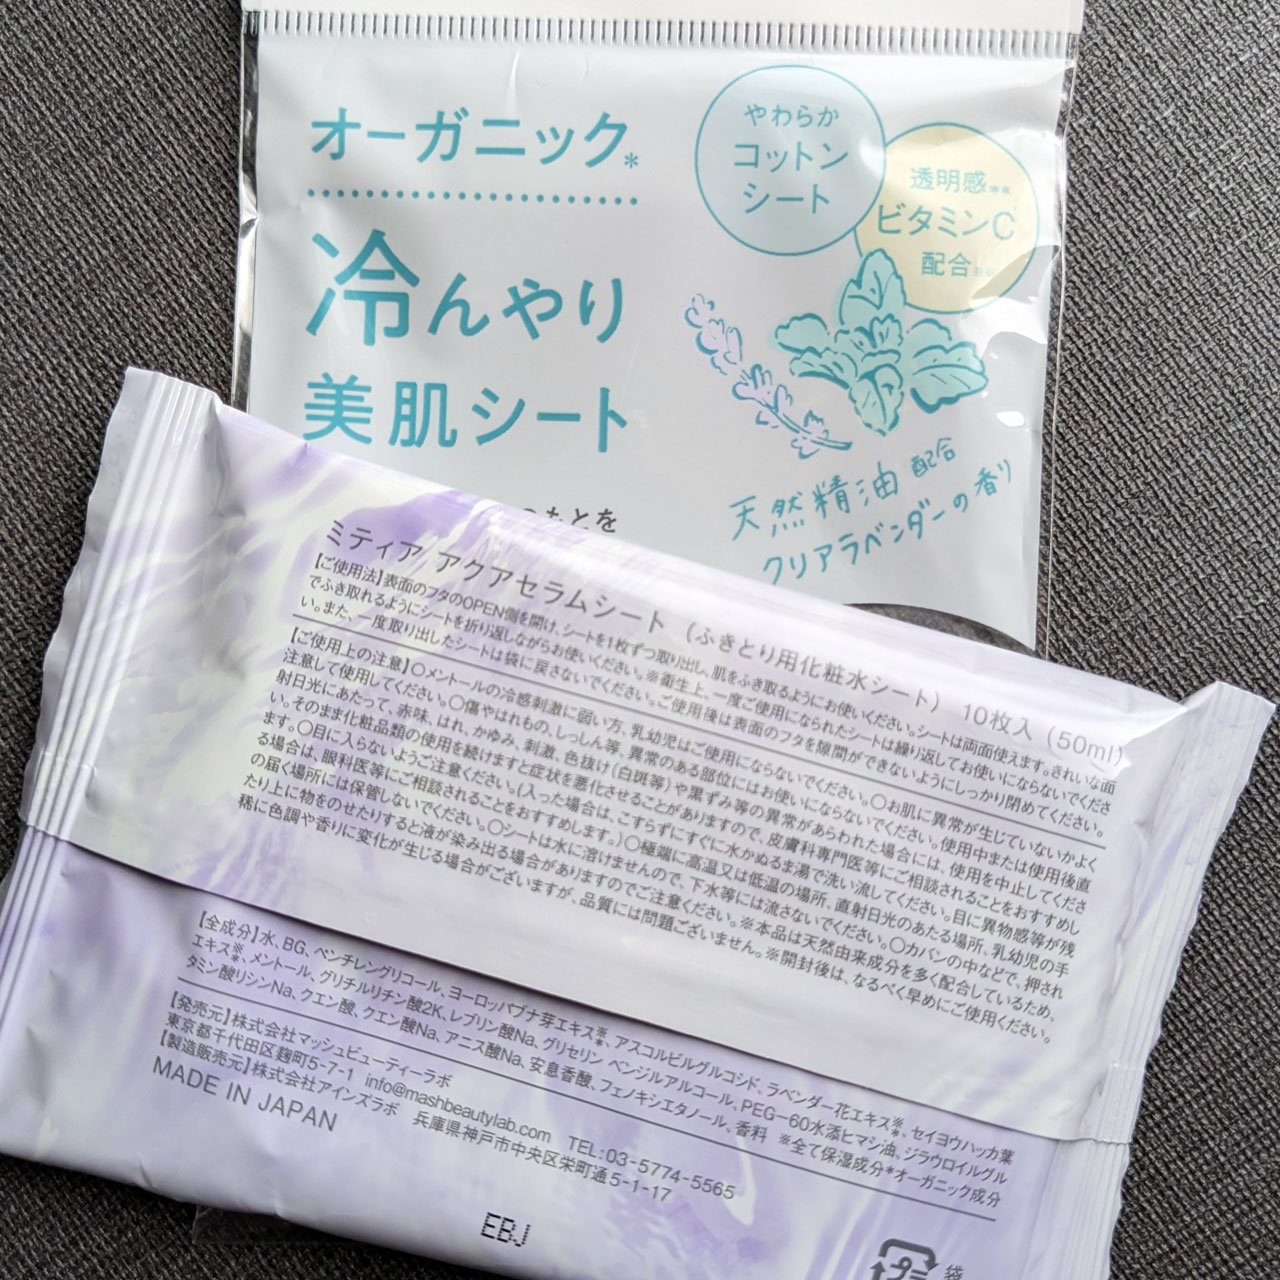 オーガニック*
冷んやり
美肌シート
やわらか
コットン
シート
透明感**
ビタミンC
配合
天然精油配合
クリアラベンダーの香り
もとを
ミティア アクアセラムシート (ふきとり用化粧水シート) 10枚入(50ml)
【ご使用法】表面のフタのOPEN側を開け、シートを1枚ずつ取り出し、肌をふき取るようにお使いください。シートは両面使えます。きれいな面
でふき取れるようにシートを折り返しながらお使いください。※衛生上、一度ご使用になられたシートは繰り返してお使いにならないでくださ
い。また、一度取り出したシートは袋に戻さないでください。ご使用後は表面のフタを隙間ができないようにしっかり閉めてください。
【ご使用上の注意】〇メントールの冷感刺激に弱い方、乳幼児はご使用にならないでください。〇お肌に異常が生じていないかよく
注意して使用してください。〇傷やはれもの、しっしん等、異常のある部位にはお使いにならないでください。使用中または使用後直
射日光にあたって、赤味、はれ、かゆみ、刺激、色抜け(白斑等)や黒ずみ等の異常があらわれた場合には、使用を中止してくださ
い。そのまま化粧品類の使用を続けますと症状を悪化させることがありますので、皮膚科専門医等にご相談されることをおすすめし
ます。〇目に入らないようご注意ください。(入った場合は、こすらずにすぐに水かぬるま湯で洗い流してください。目に異物感等が残
る場合は、眼科医等にご相談されることをおすすめします。)〇極端に高温又は低温の場所、直射日光のあたる場所、乳幼児の手
の届く場所には保管しないでください。〇シートは水に溶けませんので、下水等には流さないでください。〇カバンの中などで、押され
たり上に物をのせたりすると液が染み出る場合がありますのでご注意ください。※本品は天然由来成分を多く配合しているため、
稀に色調や香りに変化が生じる場合がございますが、品質には問題ございません。※開封後は、なるべく早めにご使用ください。
【全成分】水、BG、ペンチレングリコール、ヨーロッパブナ芽エキス※*、アスコルビルグルコシド、ラベンダー花エキス※*、セイヨウハッカ葉
エキス※*、メントール、グリチルリチン酸2K、レブリン酸Na、グリセリン ベンジルアルコール、PEG-60水添ヒマシ油、ジラウロイルグル
タミン酸リシンNa、クエン酸、クエン酸Na、アニス酸Na、安息香酸、フェノキシエタノール、香料 ※全て保湿成分*オーガニック成分
【発売元】株式会社マッシュビューティーラボ
東京都千代田区麹町5-7-1 info@mashbeautylab.com TEL:03-5774-5565
【製造販売元】株式会社アインズラボ 兵庫県神戸市中央区栄町通5-1-17
MADE IN JAPAN
EBJ
プラ
袋